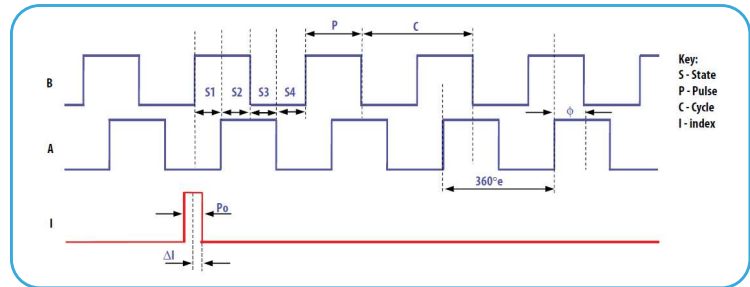 P
C
B
S1 S2 S3 S4
Key:
S - State
P - Pulse
C - Cycle
I - index
ϕ
A
360°e
I
Po
ΔI